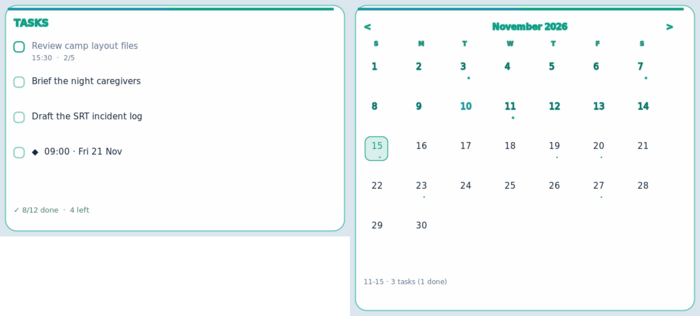 TASKS
Review camp layout files
15:30 · 2/5
Brief the night caregivers
Draft the SRT incident log
◆ 09:00 · Fri 21 Nov
✓ 8/12 done · 4 left
< November 2026 >
S M T W T F S
1 2 3 4 5 6 7
8 9 10 11 12 13 14
15 16 17 18 19 20 21
22 23 24 25 26 27 28
29 30
11-15 · 3 tasks (1 done)